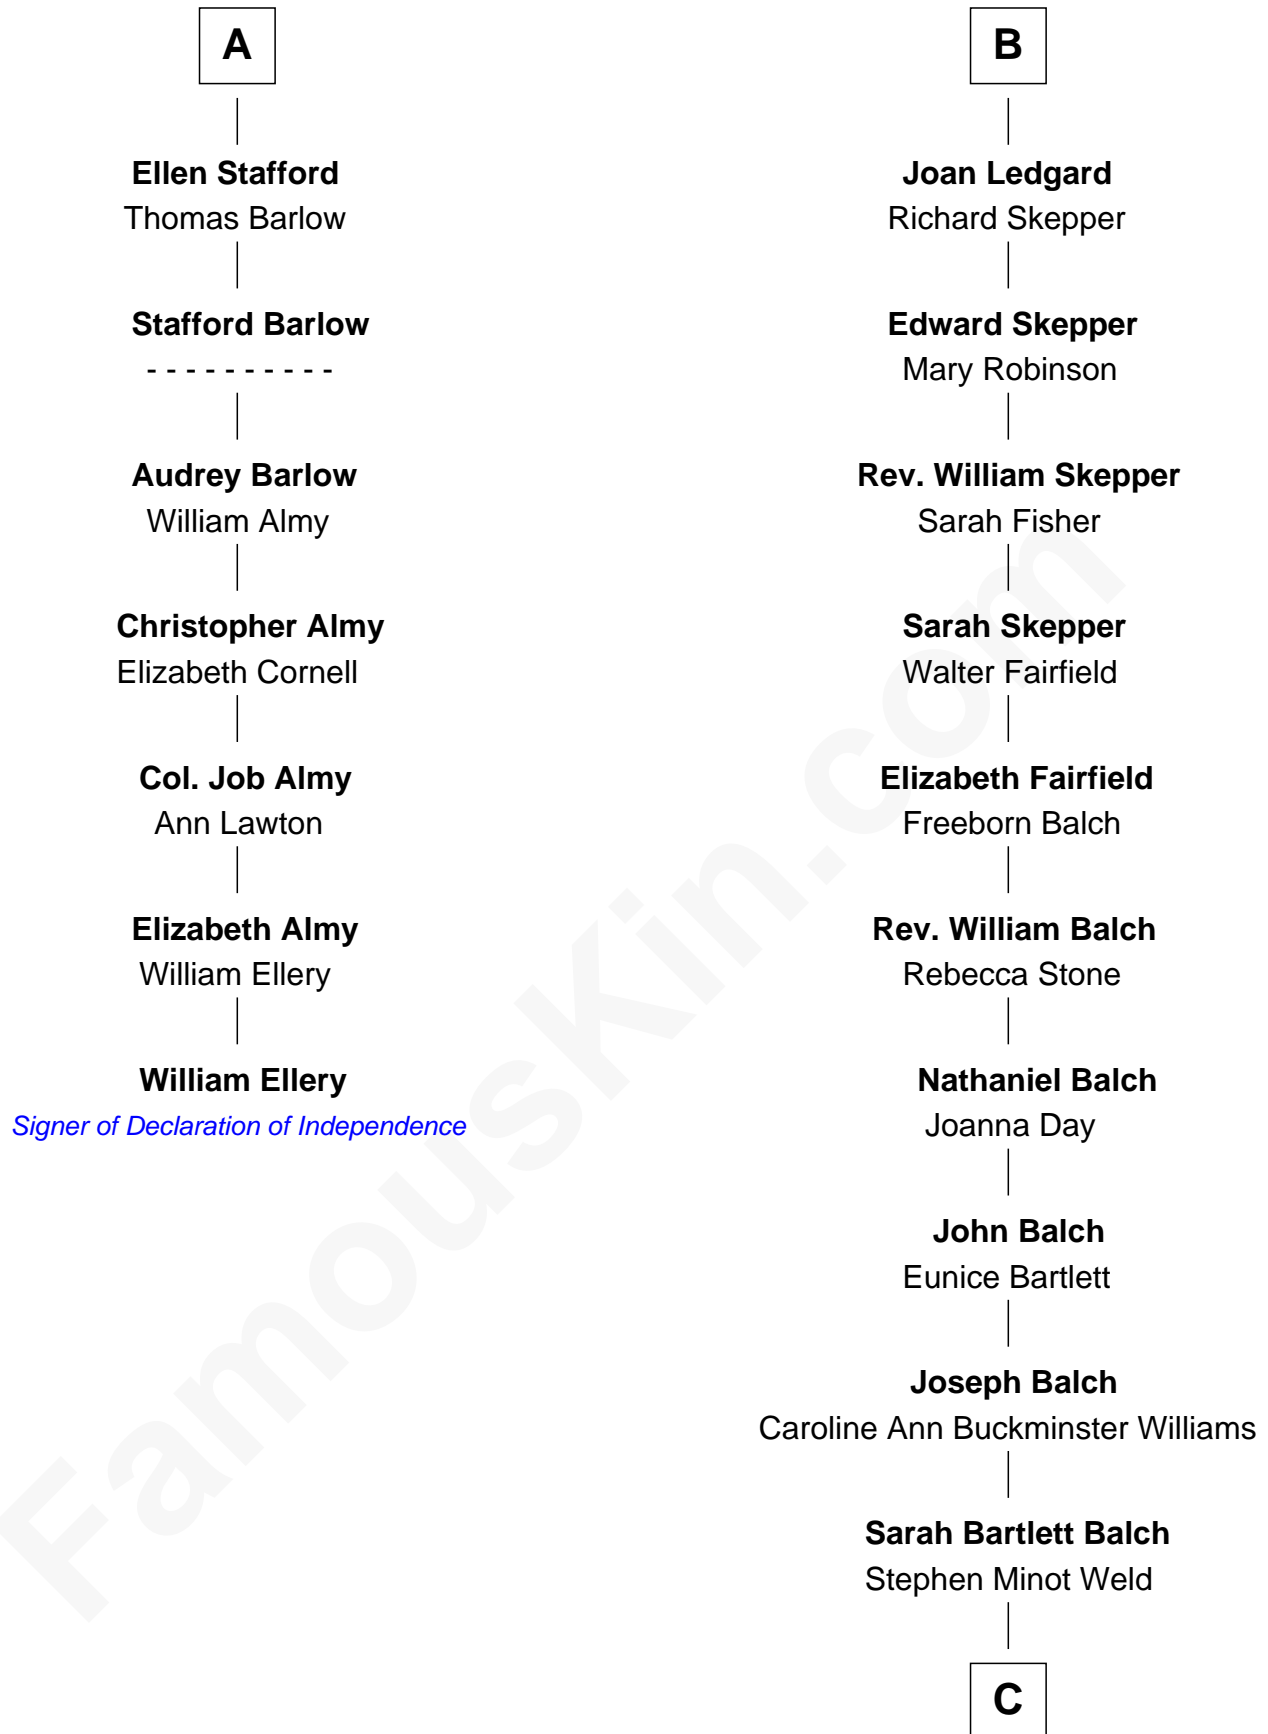 A
Ellen Stafford
Thomas Barlow
Stafford Barlow
- - - - - - - - - -
Audrey Barlow
William Almy
Christopher Almy
Elizabeth Cornell
Col. Job Almy
Ann Lawton
Elizabeth Almy
William Ellery
William Ellery
Signer of Declaration of Independence
B
Joan Ledgard
Richard Skepper
Edward Skepper
Mary Robinson
Rev. William Skepper
Sarah Fisher
Sarah Skepper
Walter Fairfield
Elizabeth Fairfield
Freeborn Balch
Rev. William Balch
Rebecca Stone
Nathaniel Balch
Joanna Day
John Balch
Eunice Bartlett
Joseph Balch
Caroline Ann Buckminster Williams
Sarah Bartlett Balch
Stephen Minot Weld
C
FamousKin.com